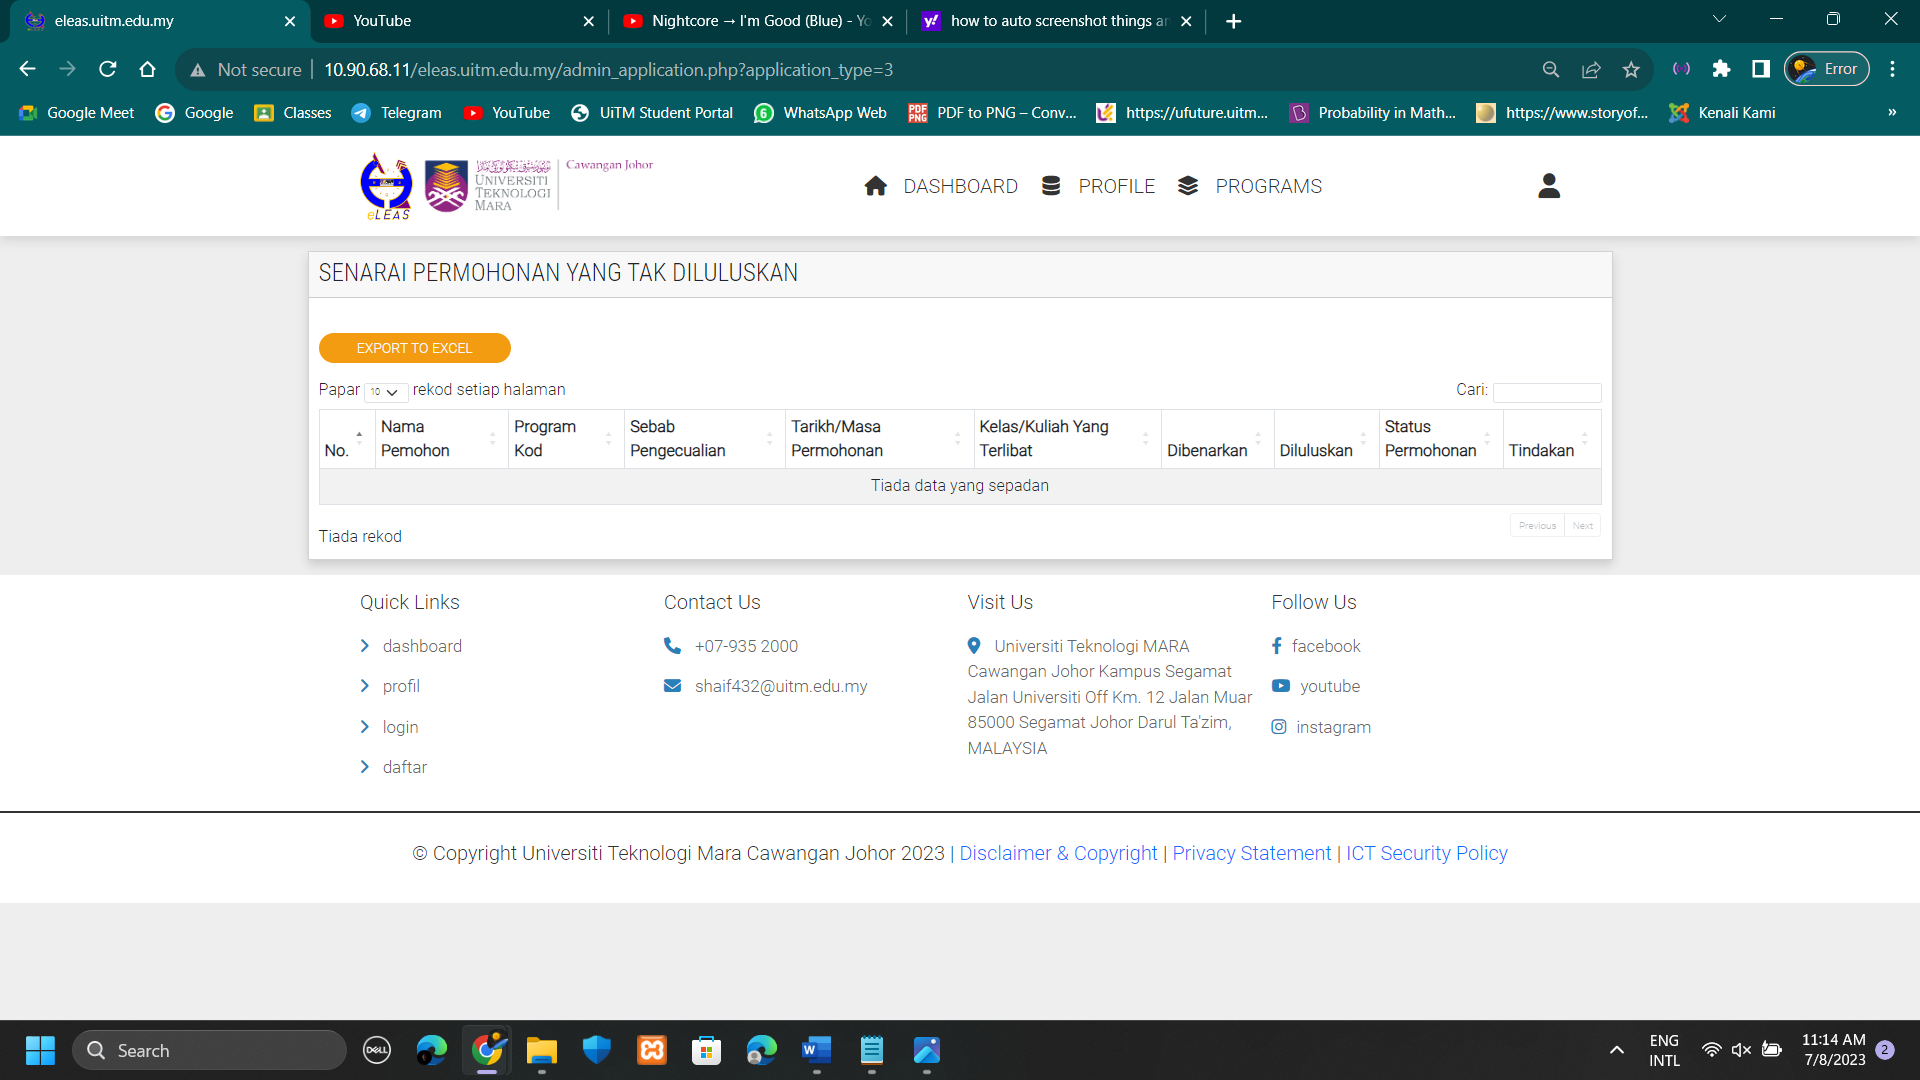 eleas.uitm.edu.my
YouTube
Nightcore → I'm Good (Blue) - Yo
how to auto screenshot things an
Not secure
10.90.68.11/eleas.uitm.edu.my/admin_application.php?application_type=3
Error
Google Meet
Google
Classes
Telegram
YouTube
UiTM Student Portal
WhatsApp Web
PDF to PNG – Conv...
https://ufuture.uitm...
Probability in Math...
https://www.storyof...
Kenali Kami
»
eLEAS
UNIVERSITI
TEKNOLOGI
MARA
Cawangan Johor
DASHBOARD
PROFILE
PROGRAMS
SENARAI PERMOHONAN YANG TAK DILULUSKAN
EXPORT TO EXCEL
Papar 10 rekod setiap halaman
Cari:
No.
Nama
Pemohon
Program
Kod
Sebab
Pengecualian
Tarikh/Masa
Permohonan
Kelas/Kuliah Yang
Terlibat
Dibenarkan
Diluluskan
Status
Permohonan
Tindakan
Tiada data yang sepadan
Tiada rekod
Previous
Next
Quick Links
dashboard
profil
login
daftar
Contact Us
+07-935 2000
shaif432@uitm.edu.my
Visit Us
Universiti Teknologi MARA
Cawangan Johor Kampus Segamat
Jalan Universiti Off Km. 12 Jalan Muar
85000 Segamat Johor Darul Ta'zim,
MALAYSIA
Follow Us
facebook
youtube
instagram
© Copyright Universiti Teknologi Mara Cawangan Johor 2023 | Disclaimer & Copyright | Privacy Statement | ICT Security Policy
Search
DELL
ENG
INTL
11:14 AM
7/8/2023
2